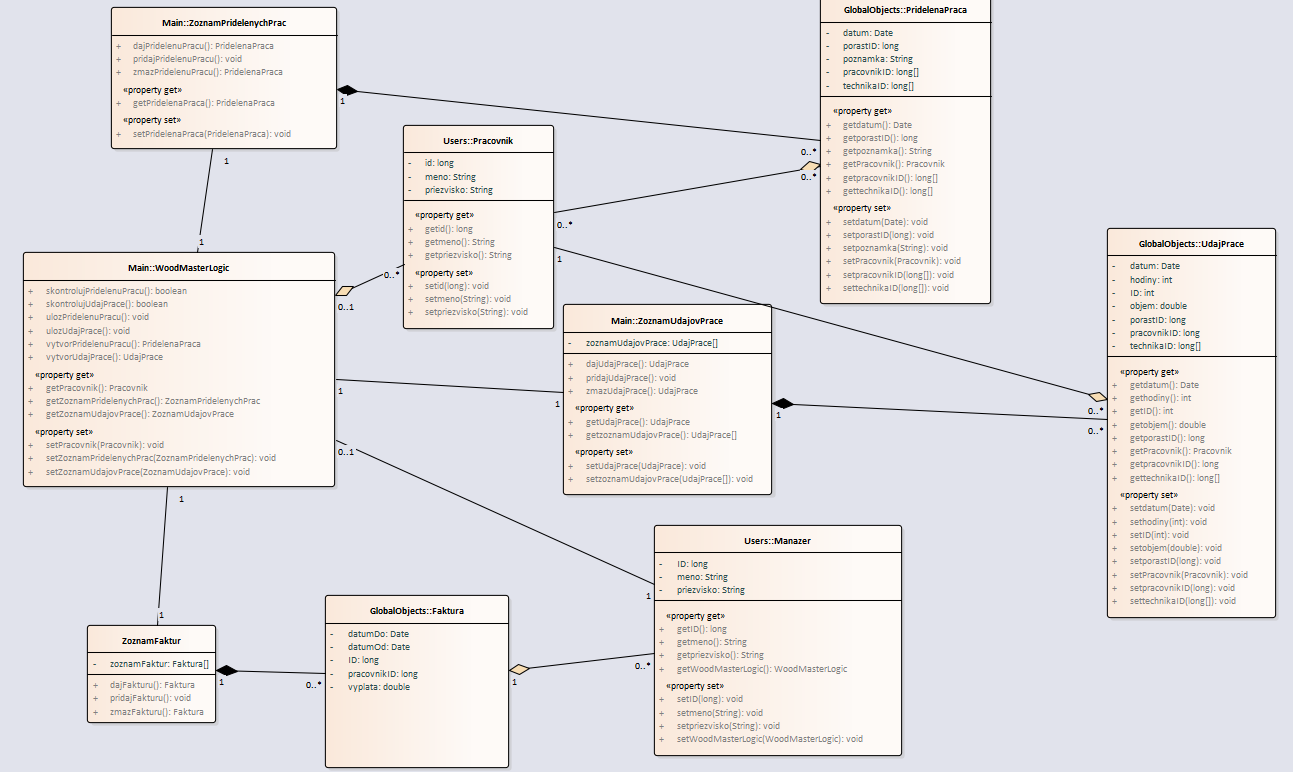 Main::ZoznamPridelenychPrac
+ dajPridelenuPracu(): PridelenaPraca
+ pridajPridelenuPracu(): void
+ zmazPridelenuPracu(): PridelenaPraca
«property get»
+ getPridelenaPraca(): PridelenaPraca
«property set»
+ setPridelenaPraca(PridelenaPraca): void
1
1
1
GlobalObjects::PridelenaPraca
- datum: Date
- porastID: long
- poznamka: String
- pracovnikID: long[]
- technikaID: long[]
«property get»
+ getdatum(): Date
+ getporastID(): long
+ getpoznamka(): String
+ getPracovnik(): Pracovnik
+ getpracovnikID(): long[]
+ gettechnikaID(): long[]
«property set»
+ setdatum(Date): void
+ setporastID(long): void
+ setpoznamka(String): void
+ setPracovnik(Pracovnik): void
+ setpracovnikID(long[]): void
+ settechnikaID(long[]): void
0..*
0..*
Users::Pracovnik
- id: long
- meno: String
- priezvisko: String
«property get»
+ getid(): long
+ getmeno(): String
+ getpriezvisko(): String
«property set»
+ setid(long): void
+ setmeno(String): void
+ setpriezvisko(String): void
0..*
1
0..*
0..1
Main::WoodMasterLogic
+ skontrolujPridelenuPracu(): boolean
+ skontrolujUdajPrace(): boolean
+ ulozPridelenuPracu(): void
+ ulozUdajPrace(): void
+ vytvorPridelenuPracu(): PridelenaPraca
+ vytvorUdajPrace(): UdajPrace
«property get»
+ getPracovnik(): Pracovnik
+ getZoznamPridelenychPrac(): ZoznamPridelenychPrac
+ getZoznamUdajovPrace(): ZoznamUdajovPrace
«property set»
+ setPracovnik(Pracovnik): void
+ setZoznamPridelenychPrac(ZoznamPridelenychPrac): void
+ setZoznamUdajovPrace(ZoznamUdajovPrace): void
1
0..1
1
Main::ZoznamUdajovPrace
- zoznamUdajovPrace: UdajPrace[]
+ dajUdajPrace(): UdajPrace
+ pridajUdajPrace(): void
+ zmazUdajPrace(): UdajPrace
«property get»
+ getUdajPrace(): UdajPrace
+ getzoznamUdajovPrace(): UdajPrace[]
«property set»
+ setUdajPrace(UdajPrace): void
+ setzoznamUdajovPrace(UdajPrace[]): void
1
1
GlobalObjects::UdajPrace
- datum: Date
- hodiny: int
- ID: int
- objem: double
- porastID: long
- pracovnikID: long
- technikaID: long[]
«property get»
+ getdatum(): Date
+ gethodiny(): int
+ getID(): int
+ getobjem(): double
+ getporastID(): long
+ getPracovnik(): Pracovnik
+ getpracovnikID(): long
+ gettechnikaID(): long[]
«property set»
+ setdatum(Date): void
+ sethodiny(int): void
+ setID(int): void
+ setobjem(double): void
+ setporastID(long): void
+ setPracovnik(Pracovnik): void
+ setpracovnikID(long): void
+ settechnikaID(long[]): void
0..*
0..*
Users::Manazer
- ID: long
- meno: String
- priezvisko: String
«property get»
+ getID(): long
+ getmeno(): String
+ getpriezvisko(): String
+ getWoodMasterLogic(): WoodMasterLogic
«property set»
+ setID(long): void
+ setmeno(String): void
+ setpriezvisko(String): void
+ setWoodMasterLogic(WoodMasterLogic): void
1
0..*
GlobalObjects::Faktura
- datumDo: Date
- datumOd: Date
- ID: long
- pracovnikID: long
- vyplata: double
1
0..*
ZoznamFaktur
- zoznamFaktur: Faktura[]
+ dajFakturu(): Faktura
+ pridajFakturu(): void
+ zmazFakturu(): Faktura
1
1